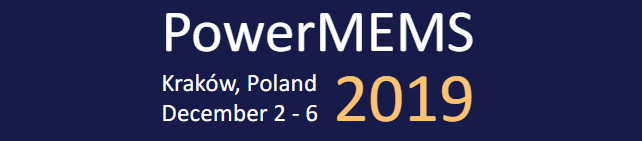 PowerMEMS
Kraków, Poland
December 2 - 6
2019